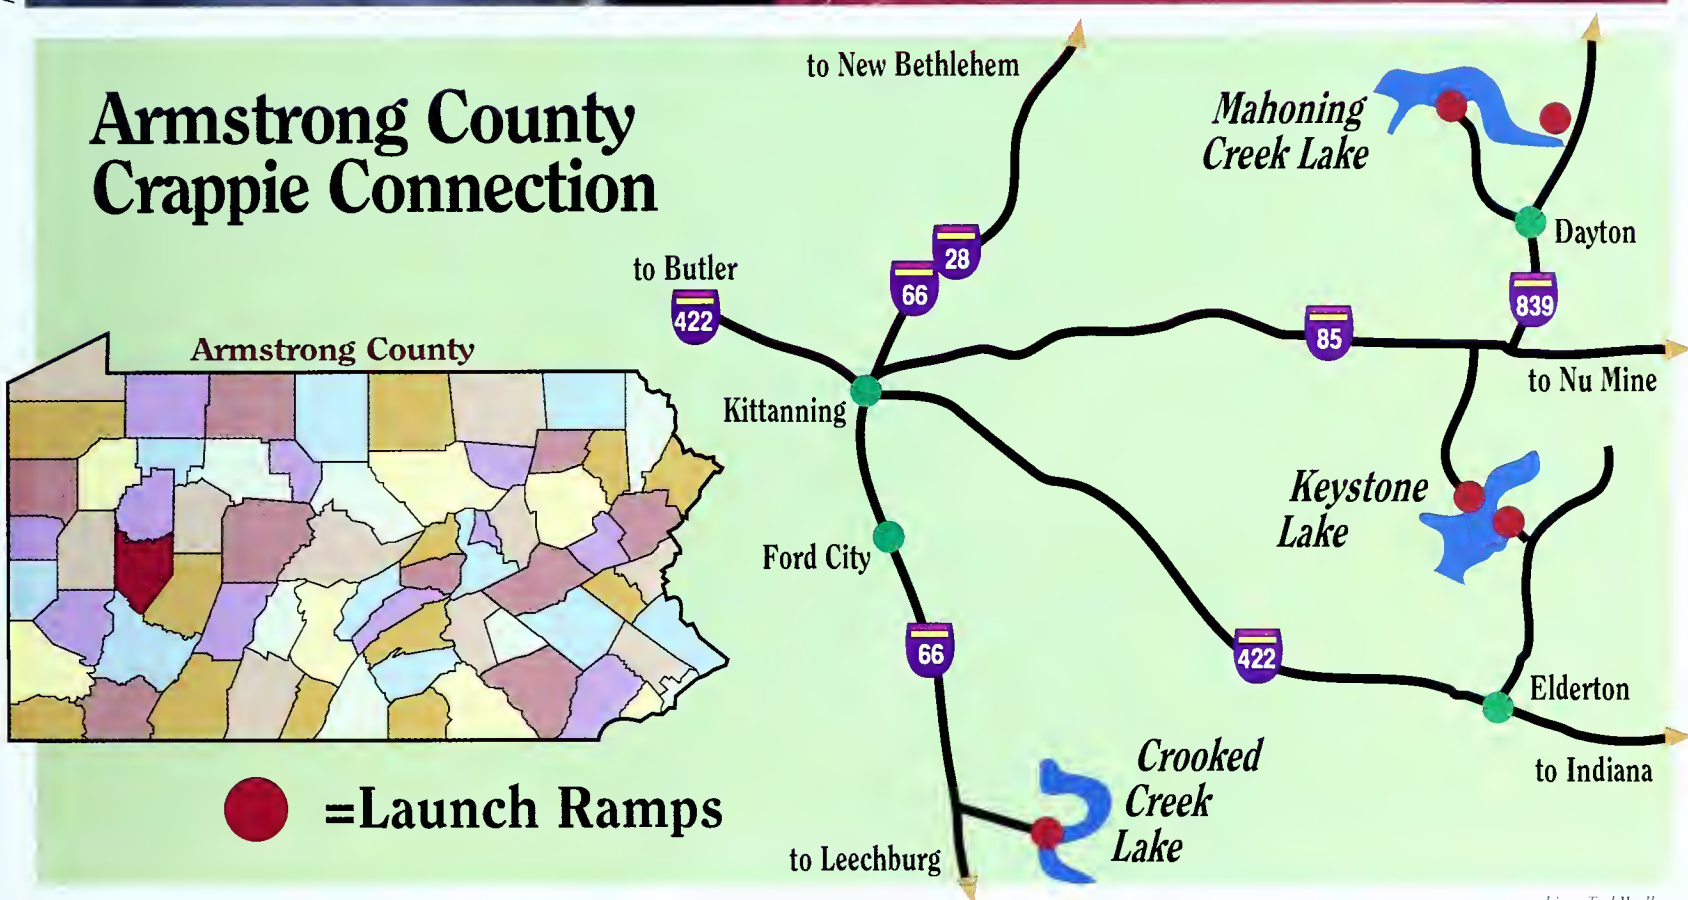 Armstrong County
Crappie Connection
to New Bethlehem
Mahoning
Creek Lake
Dayton
28
66
to Butler
422
839
85
to Nu Mine
Armstrong County
Kittanning
Keystone
Lake
Ford City
66
422
Elderton
to Indiana
Crooked
Creek
Lake
=Launch Ramps
to Leechburg